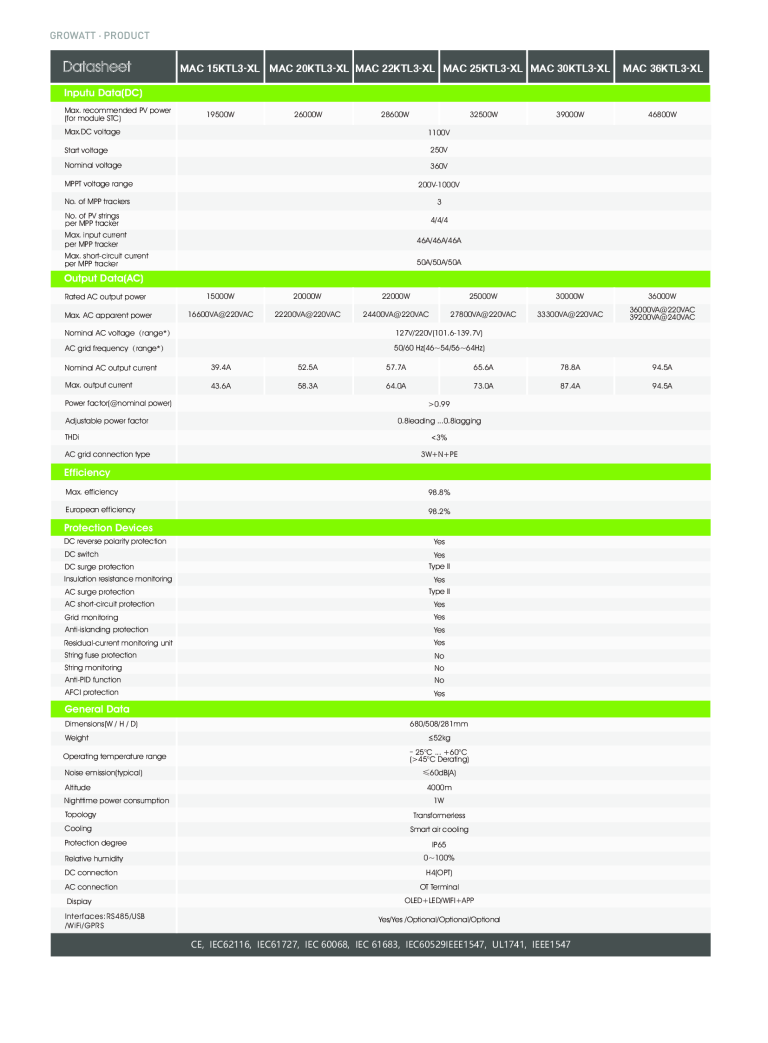 GROWATT - PRODUCT
Datasheet MAC 15KTL3-XL MAC 20KTL3-XL MAC 22KTL3-XL MAC 25KTL3-XL MAC 30KTL3-XL MAC 36KTL3-XL
Inputu Data(DC)
Max. recommended PV power
(for module STC) 19500W 26000W 28600W 32500W 39000W 46800W
Max.DC voltage 1100V
Start voltage 250V
Nominal voltage 360V
MPPT voltage range 200V-1000V
No. of MPP trackers 3
No. of PV strings
per MPP tracker 4/4/4
Max. input current
per MPP tracker 46A/46A/46A
Max. short-circuit current
per MPP tracker 50A/50A/50A
Output Data(AC)
Rated AC output power 15000W 20000W 22000W 25000W 30000W 36000W
Max. AC apparent power 16600VA@220VAC 22200VA@220VAC 24400VA@220VAC 27800VA@220VAC 33300VA@220VAC 36000VA@220VAC
39200VA@240VAC
Nominal AC voltage (range*) 127V/220V(101.6-139.7V)
AC grid frequency (range*) 50/60 Hz(46~54/56~64Hz)
Nominal AC output current 39.4A 52.5A 57.7A 65.6A 78.8A 94.5A
Max. output current 43.6A 58.3A 64.0A 73.0A 87.4A 94.5A
Power factor(@nominal power) >0.99
Adjustable power factor 0.8leading ...0.8lagging
THDi <3%
AC grid connection type 3W+N+PE
Efficiency
Max. efficiency 98.8%
European efficiency 98.2%
Protection Devices
DC reverse polarity protection Yes
DC switch Yes
DC surge protection Type II
Insulation resistance monitoring Yes
AC surge protection Type II
AC short-circuit protection Yes
Grid monitoring Yes
Anti-islanding protection Yes
Residual-current monitoring unit Yes
String fuse protection No
String monitoring No
Anti-PID function No
AFCI protection Yes
General Data
Dimensions(W / H / D) 680/508/281mm
Weight ≤52kg
Operating temperature range - 25°C ... +60°C
(>45°C Derating)
Noise emission(typical) ≤60dB(A)
Altitude 4000m
Nighttime power consumption 1W
Topology Transformerless
Cooling Smart air cooling
Protection degree IP65
Relative humidity 0~100%
DC connection H4(OPT)
AC connection OT Terminal
Display OLED+LED/WIFI+APP
Interfaces:RS485/USB
/WiFi/GPRS Yes/Yes /Optional/Optional/Optional
CE, IEC62116, IEC61727, IEC 60068, IEC 61683, IEC60529IEEE1547, UL1741, IEEE1547